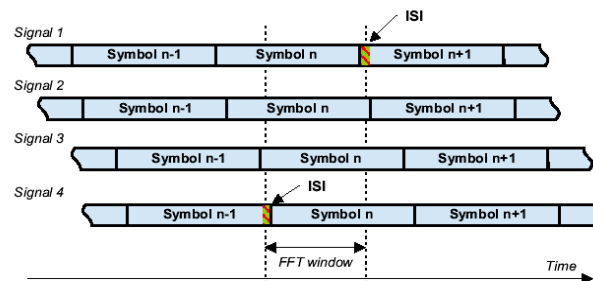 ISI
Signal 1
Symbol n-1 Symbol n Symbol n+1
Signal 2
Symbol n-1 Symbol n Symbol n+1
Signal 3
Symbol n-1 Symbol n Symbol n+1
Signal 4
ISI
Symbol n-1 Symbol n Symbol n+1
FFT window
Time